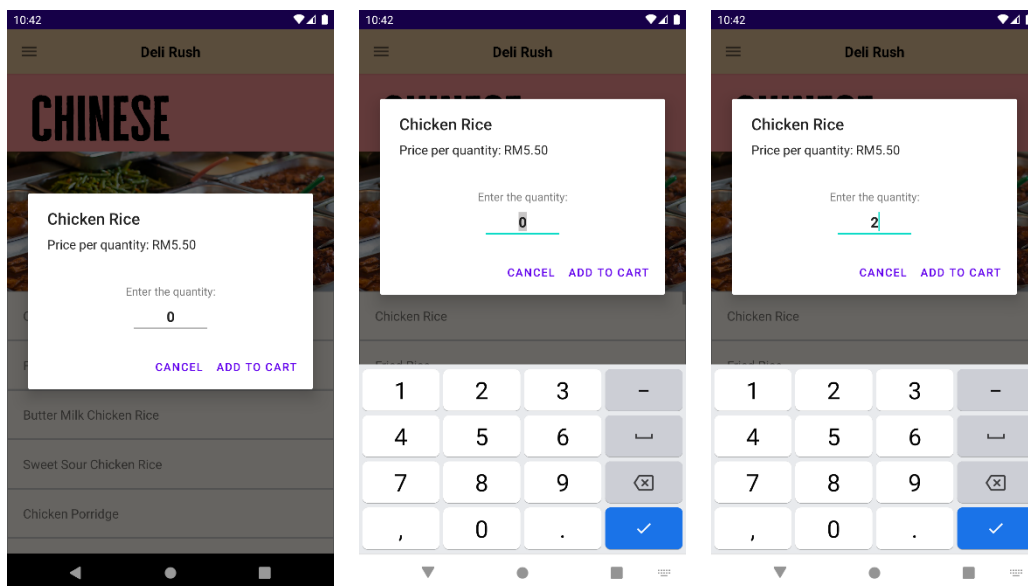 10:42
Deli Rush
CHINESE
Chicken Rice
Price per quantity: RM5.50
Enter the quantity:
0
CANCEL ADD TO CART
Butter Milk Chicken Rice
Sweet Sour Chicken Rice
Chicken Porridge
10:42
Deli Rush
Chicken Rice
Price per quantity: RM5.50
Enter the quantity:
0
CANCEL ADD TO CART
Chicken Rice
Fried Rice
1 2 3 -
4 5 6
7 8 9
, 0 .
10:42
Deli Rush
Chicken Rice
Price per quantity: RM5.50
Enter the quantity:
2
CANCEL ADD TO CART
Chicken Rice
Fried Rice
1 2 3 -
4 5 6
7 8 9
, 0 .